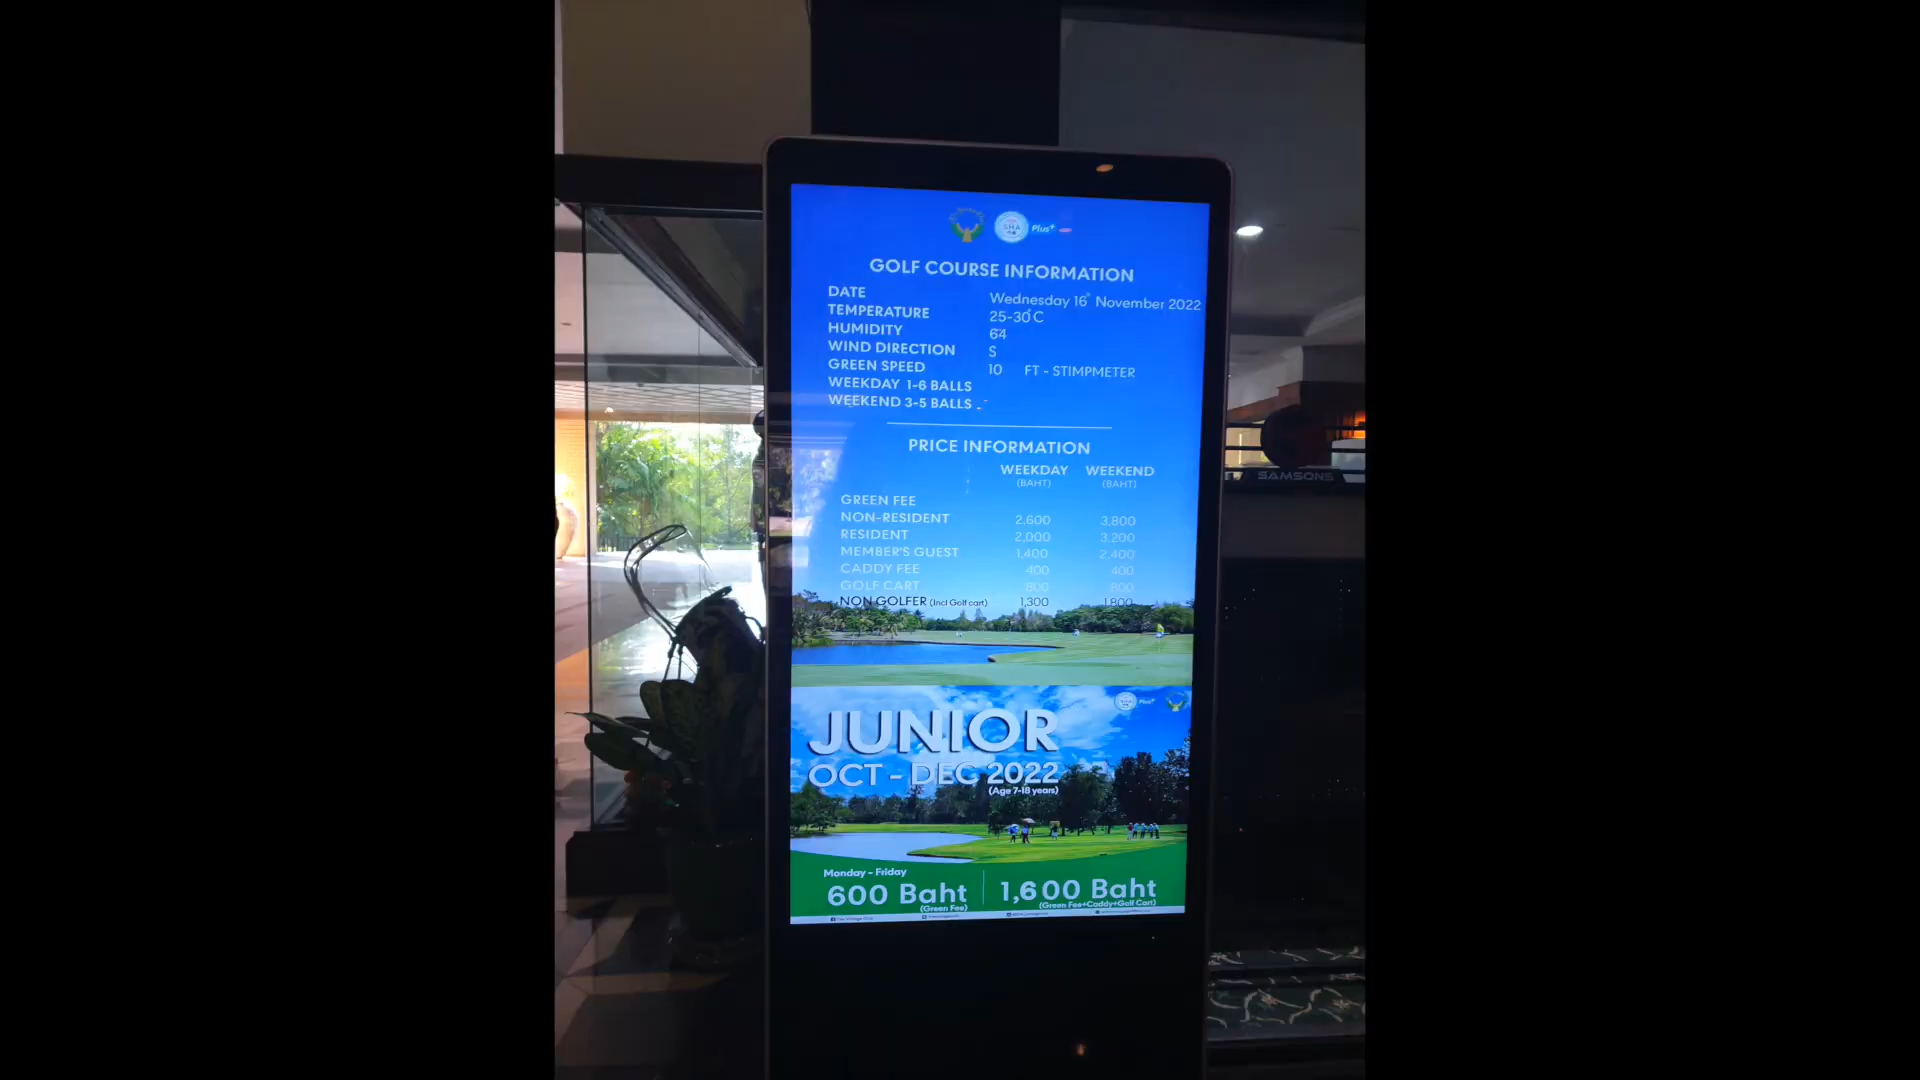 SHA
Plus+
GOLF COURSE INFORMATION
DATE Wednesday 16° November 2022
TEMPERATURE 25-30°C
HUMIDITY 64
WIND DIRECTION S
GREEN SPEED 10 FT - STIMPMETER
WEEKDAY 1-6 BALLS
WEEKEND 3-5 BALLS
PRICE INFORMATION
WEEKDAY WEEKEND
(BAHT) (BAHT)
GREEN FEE
NON-RESIDENT 2,600 3,800
RESIDENT 2,000 3,200
MEMBER'S GUEST 1,400 2,400
CADDY FEE 400 400
GOLF CART 800 800
NON GOLFER (Incl Golf cart) 1,300 1,800
Plus+
JUNIOR
OCT - DEC 2022
(Age 7-18 years)
Monday - Friday
600 Baht 1,600 Baht
(Green Fee) (Green Fee+Caddy+Golf Cart)
SAMSONS